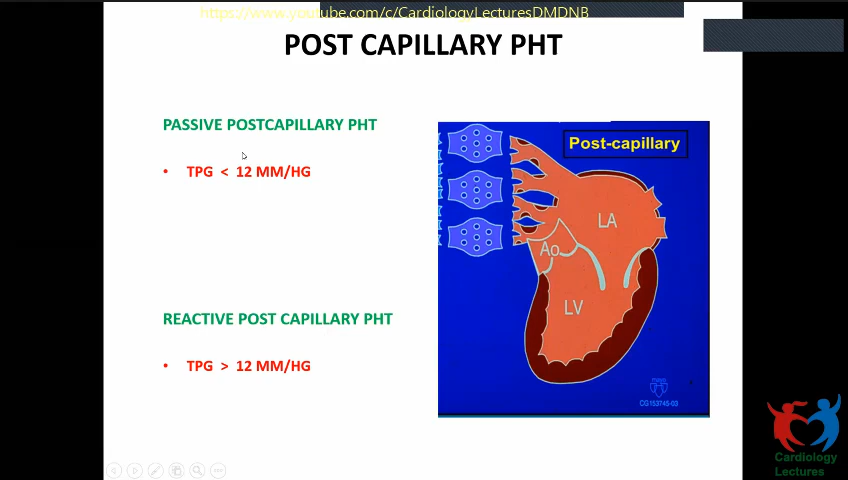 https://www.youtube.com/c/CardiologyLecturesDMDNB
POST CAPILLARY PHT
PASSIVE POSTCAPILLARY PHT
• TPG < 12 MM/HG
REACTIVE POST CAPILLARY PHT
• TPG > 12 MM/HG
Post-capillary
LA
Ao
LV
CG153745-03
Cardiology
Lectures